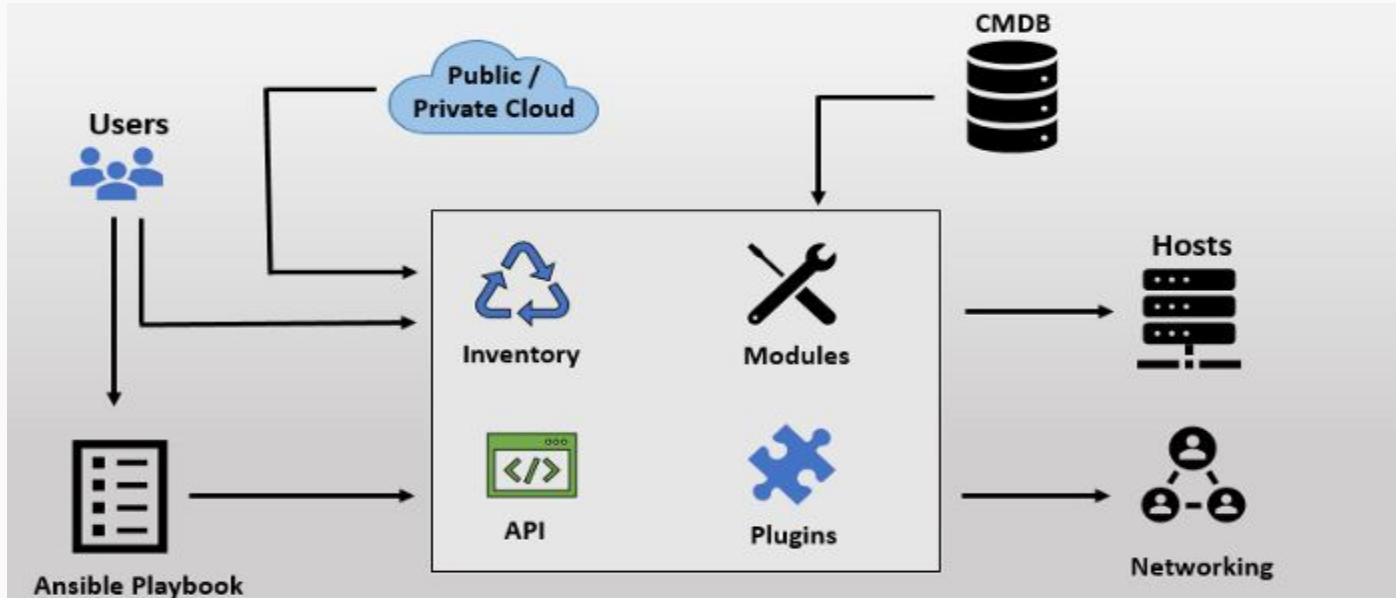 CMDB
Public /
Private Cloud
Users
Hosts
Inventory
Modules
</>
API
Plugins
Networking
Ansible Playbook